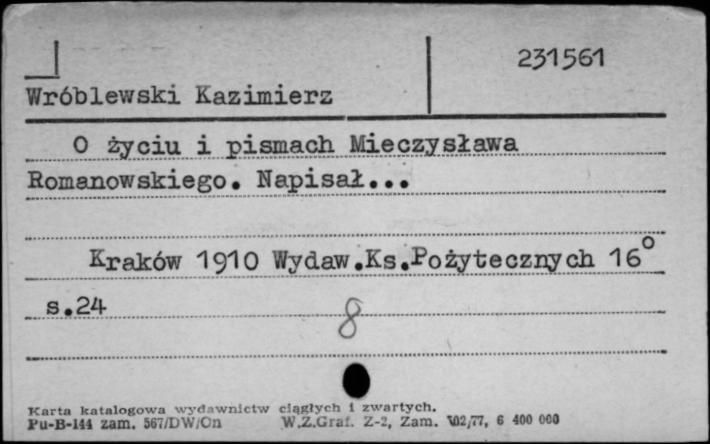 231561
Wróblewski Kazimierz
O życiu i pismach Mieczysława
Romanowskiego. Napisał...
Kraków 1910 Wydaw.Ks.Pożytecznych 16°
s.24
8
Karta katalogowa wydawnictw ciągłych i zwartych.
Pu-B-144 zam. 567/DW/On W.Z.Graf. Z-2, Zam. 702/77, 6 400 000